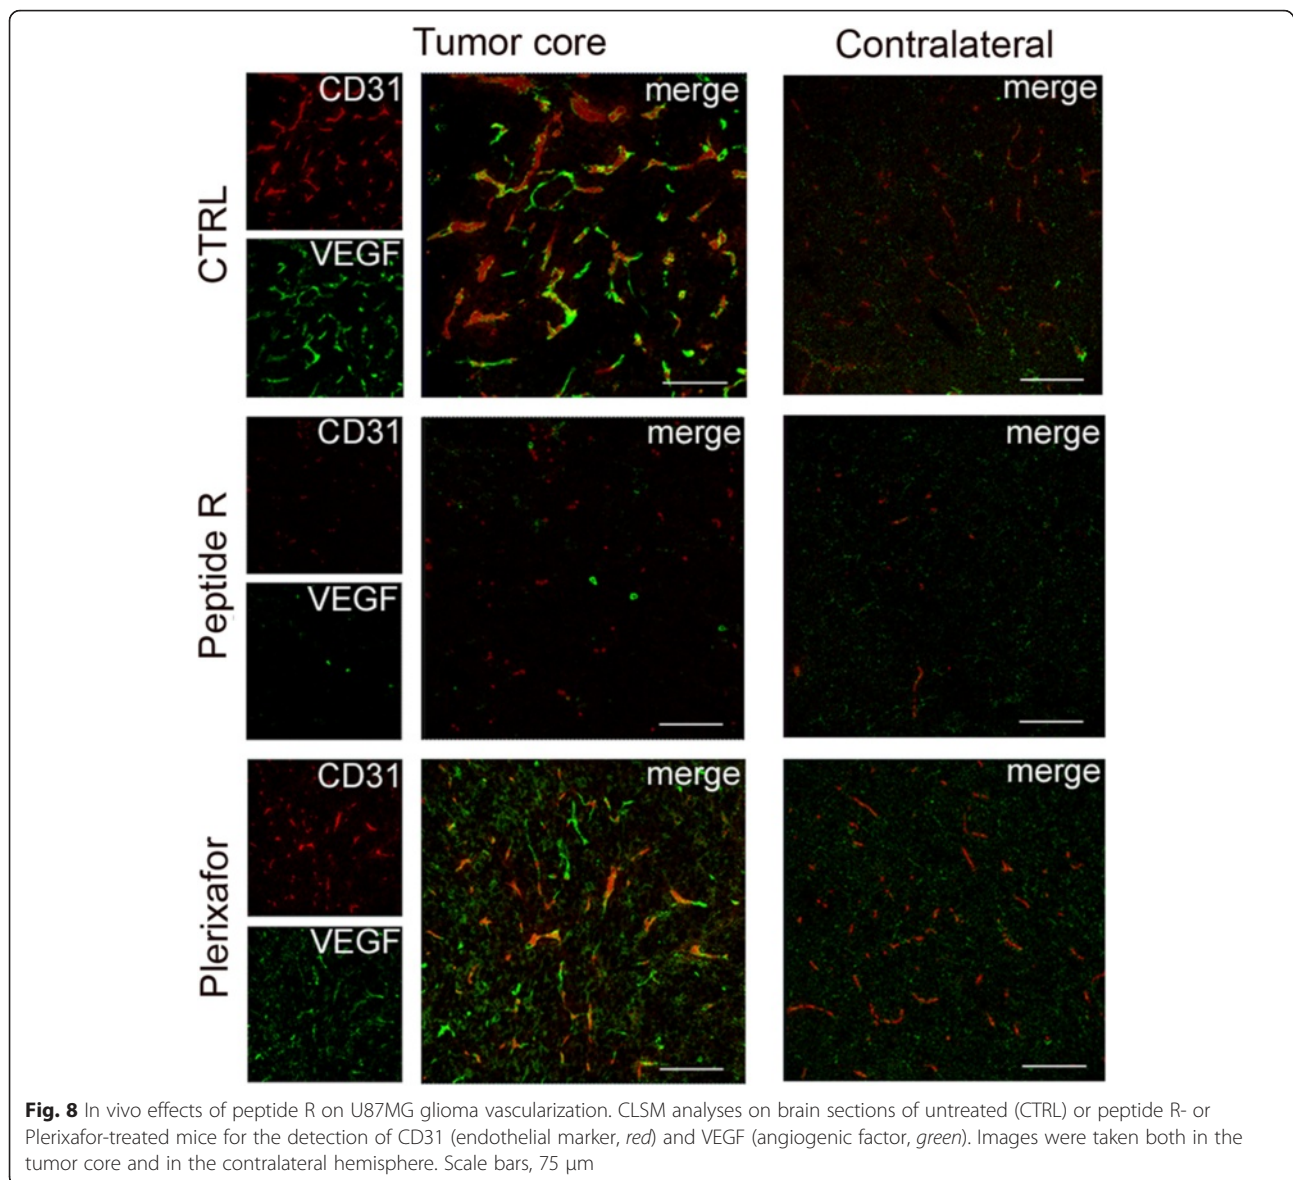 Tumor core
Contralateral
CTRL
CD31
VEGF
merge
merge
Peptide R
CD31
VEGF
merge
merge
Plerixafor
CD31
VEGF
merge
merge
Fig. 8 In vivo effects of peptide R on U87MG glioma vascularization. CLSM analyses on brain sections of untreated (CTRL) or peptide R- or
Plerixafor-treated mice for the detection of CD31 (endothelial marker, red) and VEGF (angiogenic factor, green). Images were taken both in the
tumor core and in the contralateral hemisphere. Scale bars, 75 μm